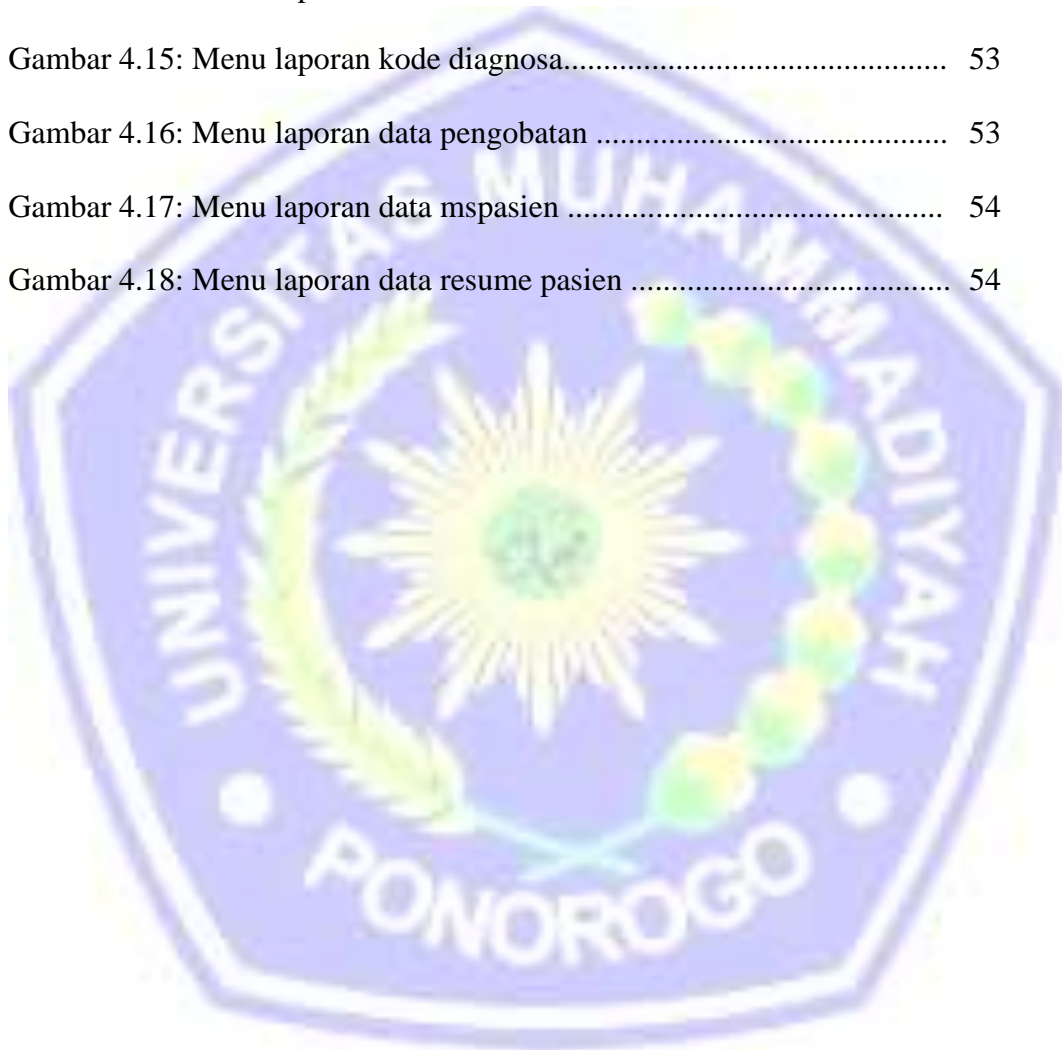 Gambar 4.15: Menu laporan kode diagnosa............................................... 53
Gambar 4.16: Menu laporan data pengobatan ........................................... 53
Gambar 4.17: Menu laporan data mspasien .............................................. 54
Gambar 4.18: Menu laporan data resume pasien ....................................... 54
UNIVERSITAS MUHAMMADIYAH
PONOROGO